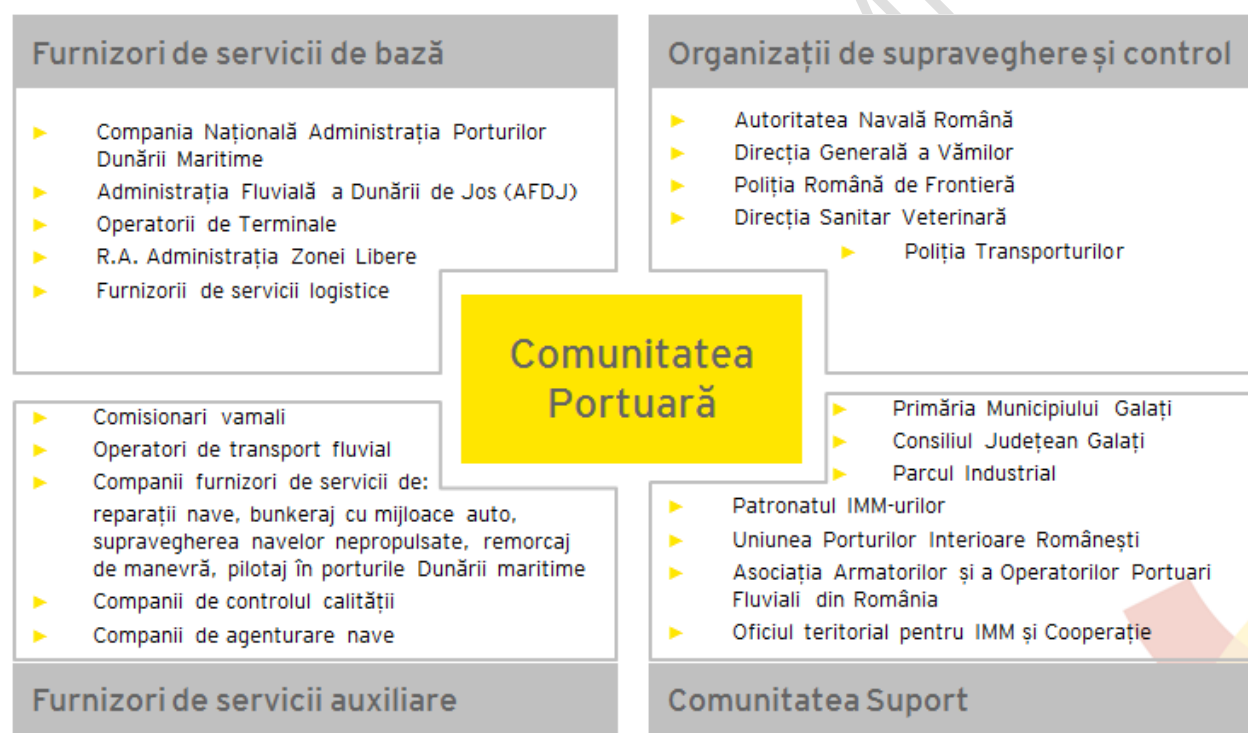 Furnizori de servicii de bază
Compania Națională Administrația Porturilor
Dunării Maritime
Administrația Fluvială a Dunării de Jos (AFDJ)
Operatorii de Terminale
R.A. Administrația Zonei Libere
Furnizorii de servicii logistice
Organizații de supraveghere și control
Autoritatea Navală Română
Direcția Generală a Vămilor
Poliția Română de Frontieră
Direcția Sanitar Veterinară
Poliția Transporturilor
Comunitatea
Portuară
Comisionari vamali
Operatori de transport fluvial
Companii furnizori de servicii de:
reparații nave, bunkeraj cu mijloace auto,
supravegherea navelor nepropulsate, remorcaj
de manevră, pilotaj în porturile Dunării maritime
Companii de controlul calității
Companii de agenturare nave
Furnizori de servicii auxiliare
Primăria Municipiului Galați
Consiliul Județean Galați
Parcul Industrial
Patronatul IMM-urilor
Uniunea Porturilor Interioare Românești
Asociația Armatorilor și a Operatorilor Portuari
Fluviali din România
Oficiul teritorial pentru IMM și Cooperație
Comunitatea Suport